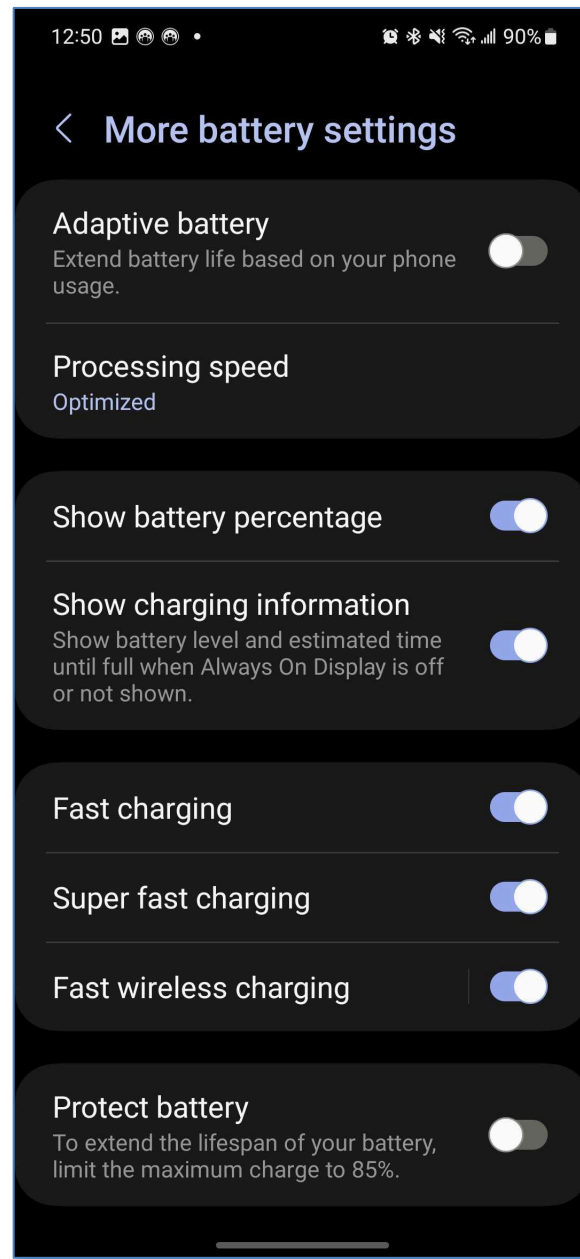 12:50 • 90%
More battery settings
Adaptive battery
Extend battery life based on your phone
usage.
Processing speed
Optimized
Show battery percentage
Show charging information
Show battery level and estimated time
until full when Always On Display is off
or not shown.
Fast charging
Super fast charging
Fast wireless charging
Protect battery
To extend the lifespan of your battery,
limit the maximum charge to 85%.